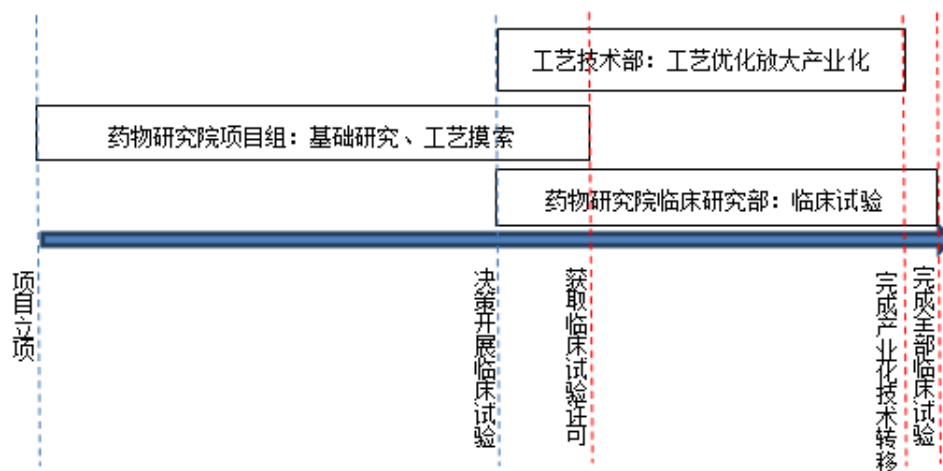 工艺技术部：工艺优化放大产业化
药物研究院项目组：基础研究、工艺摸索
药物研究院临床研究部：临床试验
项目立项
决策开展临床试验
获取临床试验许可
完成产业化技术转移
完成全部临床试验